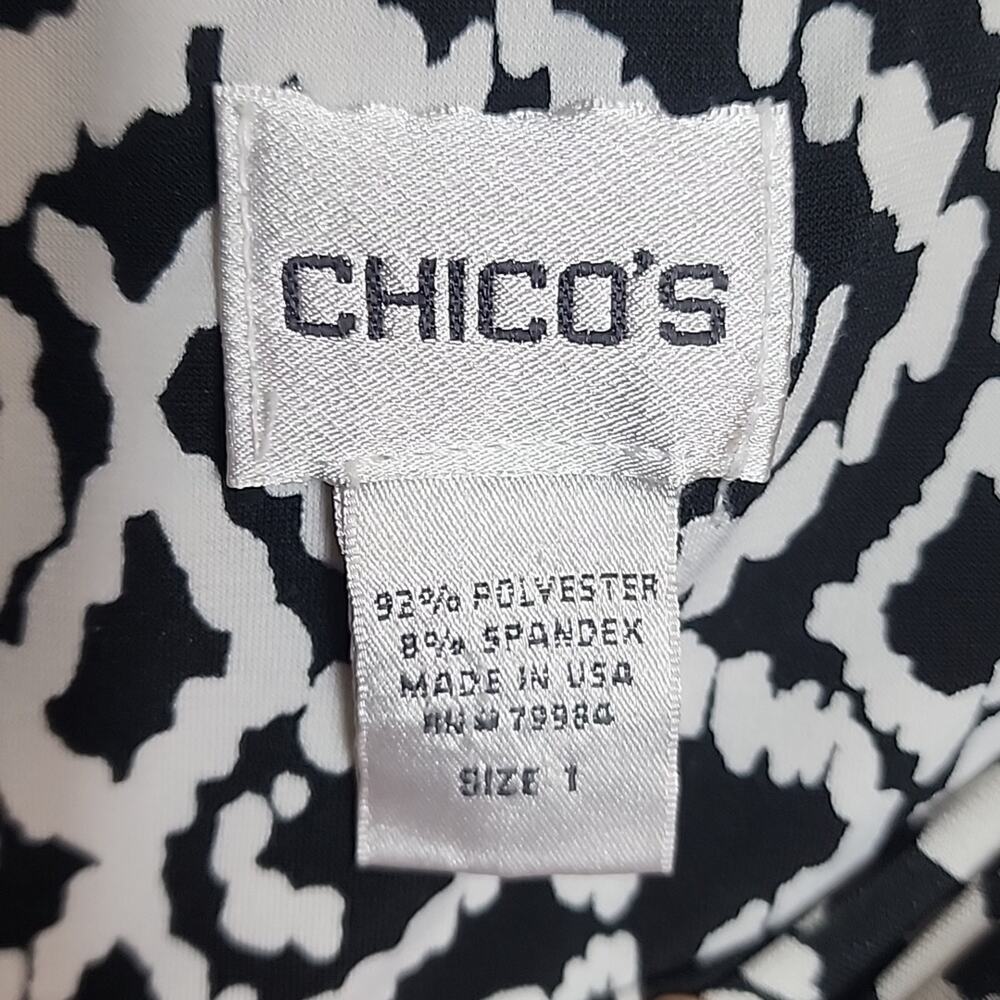 CHICO'S
92% POLYESTER
8% SPANDEX
MADE IN USA
RN# 79984
SIZE 1